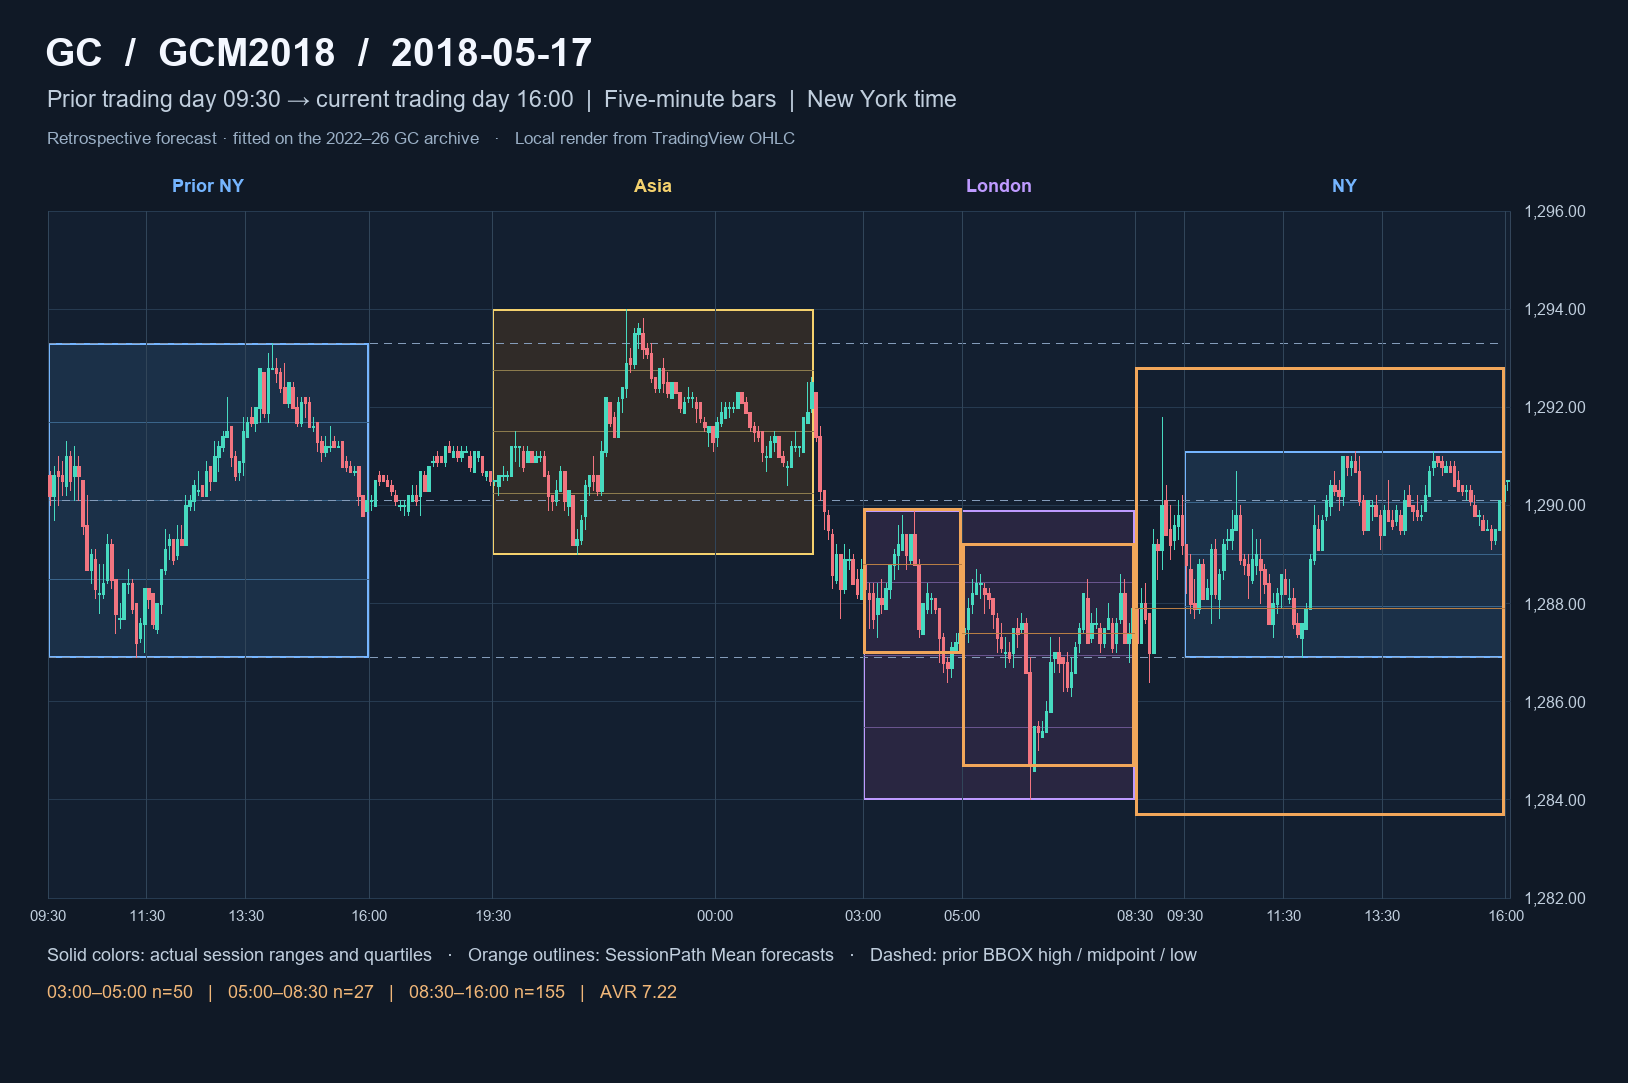 GC / GCM2018 / 2018-05-17
Prior trading day 09:30 → current trading day 16:00 | Five-minute bars | New York time
Retrospective forecast · fitted on the 2022–26 GC archive · Local render from TradingView OHLC
Prior NY Asia London NY
1,296.00
1,294.00
1,292.00
1,290.00
1,288.00
1,286.00
1,284.00
1,282.00
09:30 11:30 13:30 16:00 19:30 00:00 03:00 05:00 08:30 09:30 11:30 13:30 16:00
Solid colors: actual session ranges and quartiles · Orange outlines: SessionPath Mean forecasts · Dashed: prior BBOX high / midpoint / low
03:00–05:00 n=50 | 05:00–08:30 n=27 | 08:30–16:00 n=155 | AVR 7.22